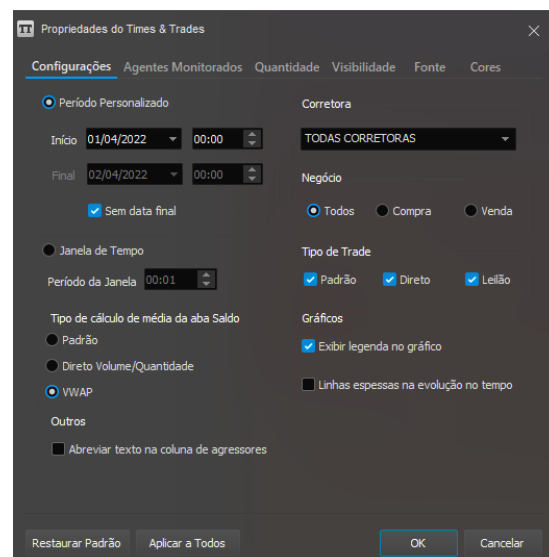 Propriedades do Times & Trades
Configurações Agentes Monitorados Quantidade Visibilidade Fonte Cores
Período Personalizado
Início 01/04/2022 00:00
Final 02/04/2022 00:00
Sem data final
Janela de Tempo
Período da Janela 00:01
Tipo de cálculo de média da aba Saldo
Padrão
Direto Volume/Quantidade
VWAP
Outros
Abreviar texto na coluna de agressores
Corretora
TODAS CORRETORAS
Negócio
Todos Compra Venda
Tipo de Trade
Padrão Direto Leilão
Gráficos
Exibir legenda no gráfico
Linhas espessas na evolução no tempo
Restaurar Padrão Aplicar a Todos OK Cancelar